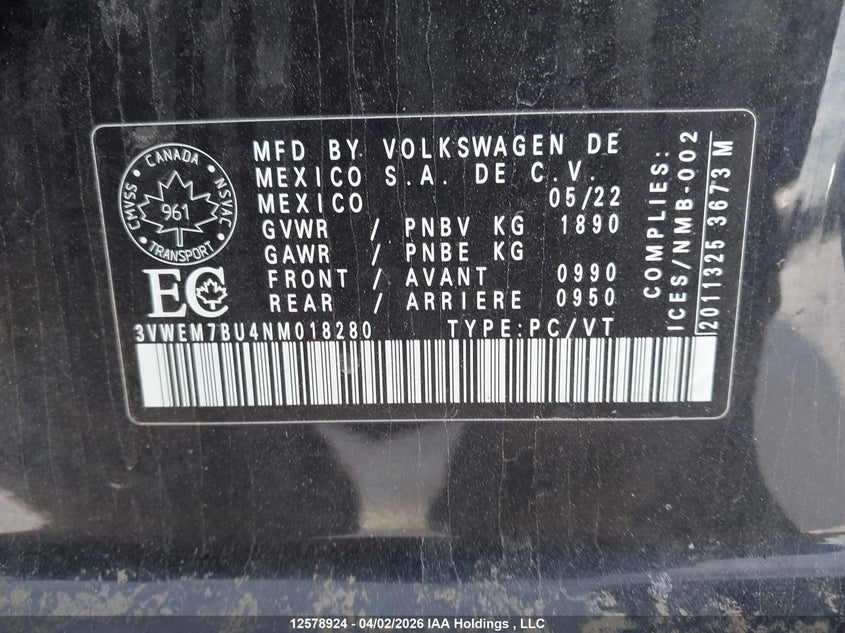 CANADA
CMVSS
NSVAC
961
TRANSPORT
EC
MFD BY VOLKSWAGEN DE
MEXICO S.A. DE C.V.
MEXICO 05/22
GVWR / PNBV KG 1890
GAWR / PNBE KG
FRONT / AVANT 0990
REAR / ARRIERE 0950
3VWEM7BU4NM018280 TYPE:PC/VT
COMPLIES:
ICES/NMB-002
2011325 3673 M
12578924 - 04/02/2026 IAA Holdings , LLC